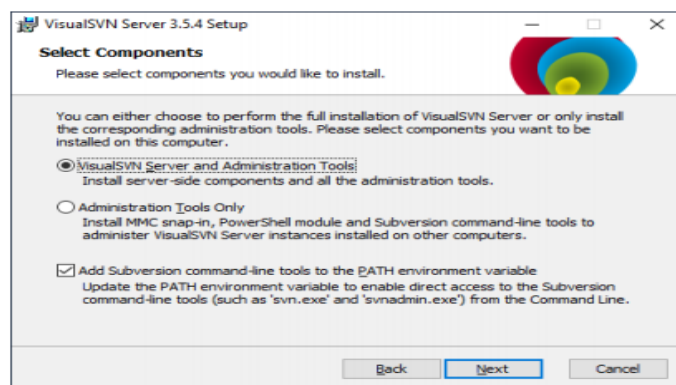 VisualSVN Server 3.5.4 Setup
Select Components
Please select components you would like to install.
You can either choose to perform the full installation of VisualSVN Server or only install
the corresponding administration tools. Please select components you want to be
installed on this computer.
VisualSVN Server and Administration Tools
Install server-side components and all the administration tools.
Administration Tools Only
Install MMC snap-in, PowerShell module and Subversion command-line tools to
administer VisualSVN Server instances installed on other computers.
Add Subversion command-line tools to the PATH environment variable
Update the PATH environment variable to enable direct access to the Subversion
command-line tools (such as 'svn.exe' and 'svnadmin.exe') from the Command Line.
Back Next Cancel